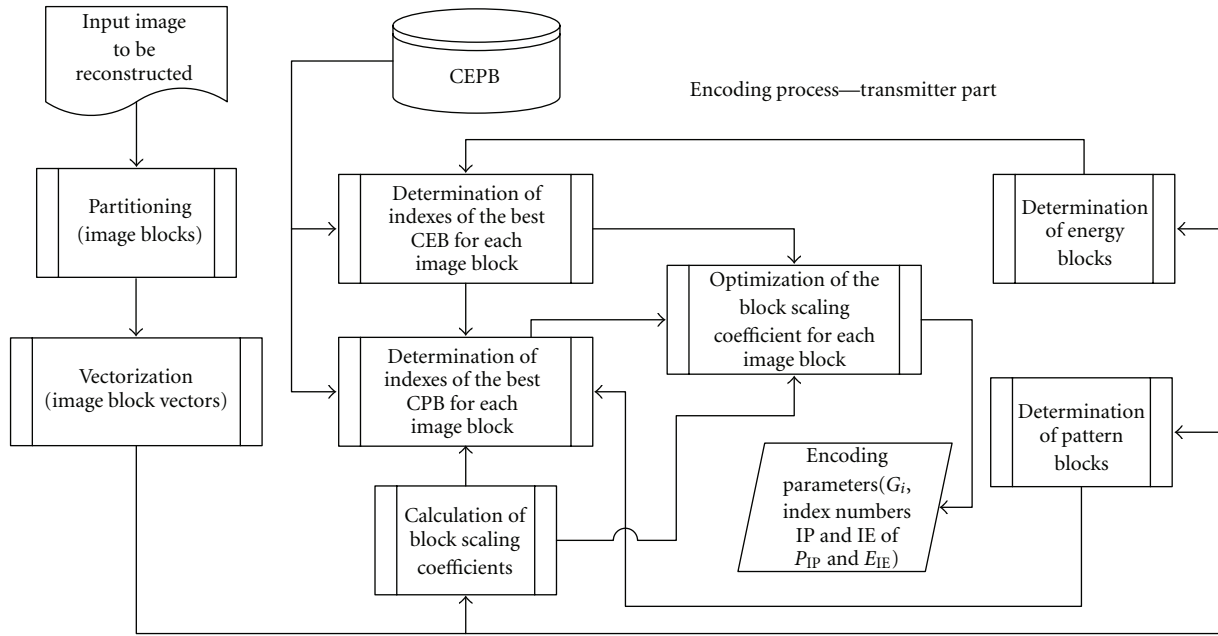 Input image
to be
reconstructed
CEPB
Encoding process—transmitter part
Partitioning
(image blocks)
Determination of
indexes of the best
CEB for each
image block
Determination
of energy
blocks
Optimization of the
block scaling
coefficient for each
image block
Vectorization
(image block vectors)
Determination of
indexes of the best
CPB for each
image block
Determination
of pattern
blocks
Encoding
parameters(G_i,
index numbers
IP and IE of
P_IP and E_IE)
Calculation of
block scaling
coefficients